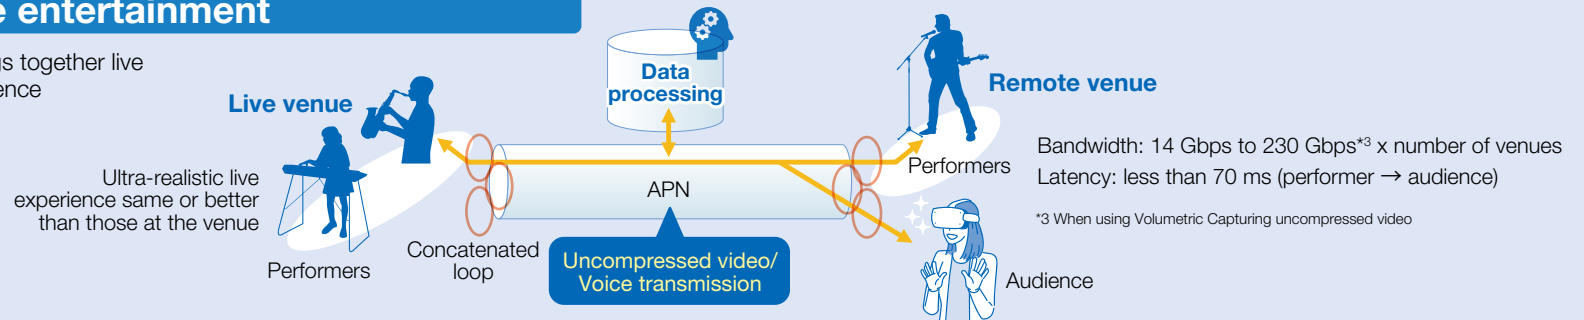 entertainment
together live
Live venue
Ultra-realistic live
experience same or better
than those at the venue
Performers
Concatenated
loop
Data
processing
APN
Uncompressed video/
Voice transmission
Remote venue
Performers
Audience
Bandwidth: 14 Gbps to 230 Gbps*3 x number of venues
Latency: less than 70 ms (performer → audience)
*3 When using Volumetric Capturing uncompressed video